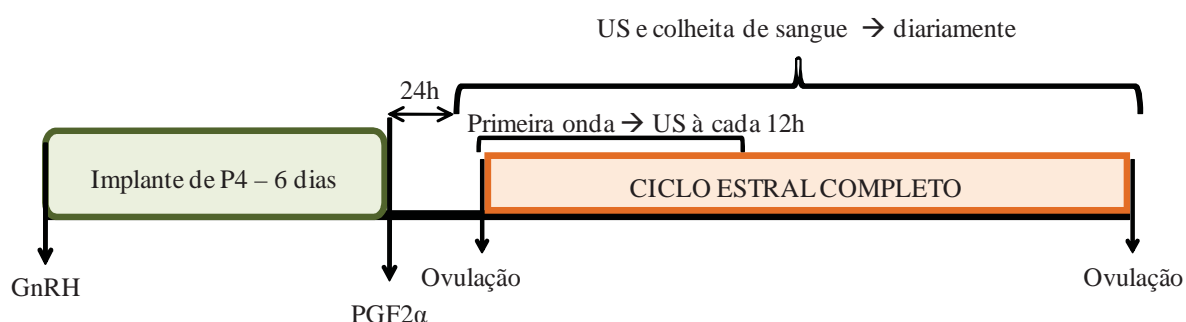 US e colheita de sangue → diariamente
24h
Primeira onda → US à cada 12h
Implante de P4 – 6 dias
CICLO ESTRAL COMPLETO
GnRH
PGF2α
Ovulação
Ovulação